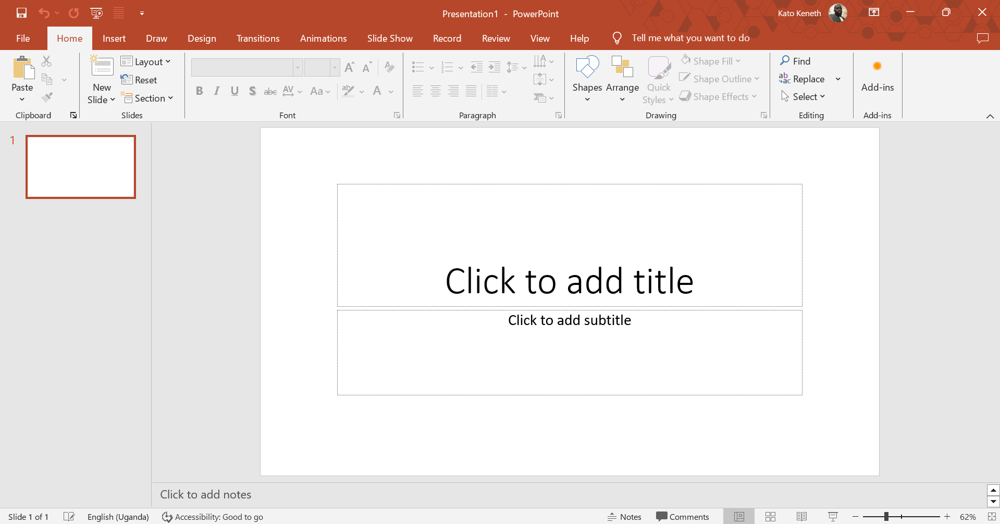 Presentation1 - PowerPoint
Kato Keneth
File Home Insert Draw Design Transitions Animations Slide Show Record Review View Help Tell me what you want to do
Paste
Clipboard
New Slide
Layout
Reset
Section
Slides
B I U S abc AV Aa ab A
Font
Paragraph
Shapes
Arrange
Quick Styles
Shape Fill
Shape Outline
Shape Effects
Drawing
Find
Replace
Select
Editing
Add-ins
Add-ins
1
Click to add title
Click to add subtitle
Click to add notes
Slide 1 of 1 English (Uganda) Accessibility: Good to go Notes Comments 62%